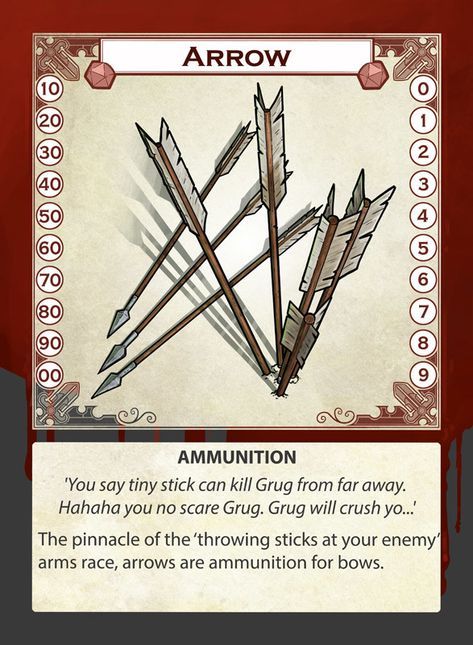 ARROW
10 0
20 1
30 2
40 3
50 4
60 5
70 6
80 7
90 8
00 9
AMMUNITION
'You say tiny stick can kill Grug from far away.
Hahaha you no scare Grug. Grug will crush yo...'
The pinnacle of the 'throwing sticks at your enemy'
arms race, arrows are ammunition for bows.